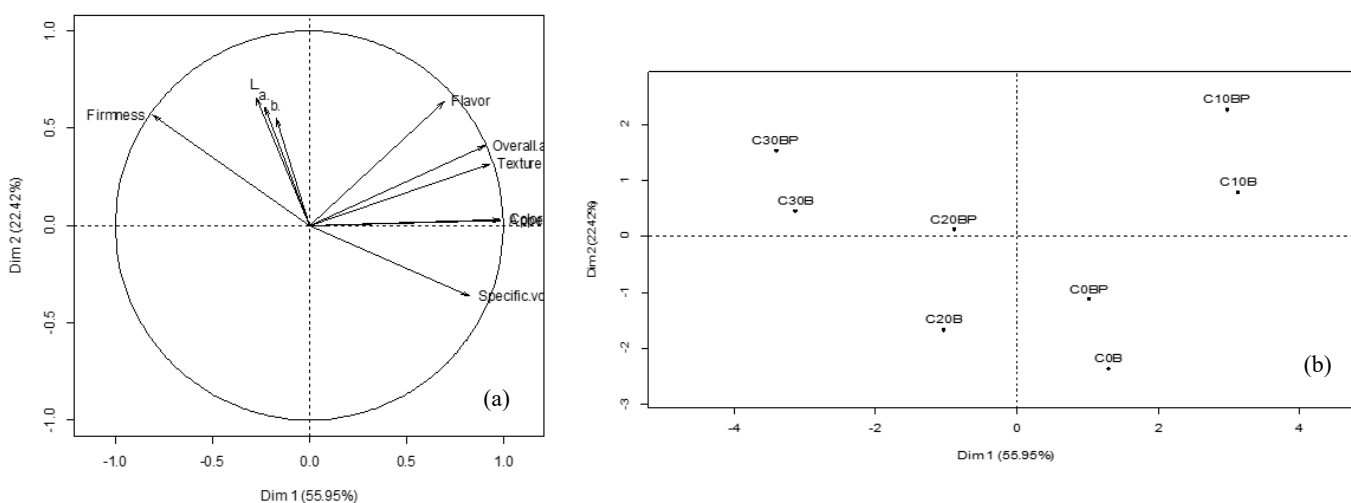 1.0
0.5
0.0
-0.5
-1.0
Dim 2 (22.42%)
L.
a.
b.
Firmness
Flavor
Overall.a
Texture
Specific.vo
(a)
-1.0 -0.5 0.0 0.5 1.0
Dim 1 (55.95%)
2
1
0
-1
-2
-3
Dim 2 (22.42%)
C10BP
C30BP
C10B
C30B
C20BP
C0BP
C20B
C0B
(b)
-4 -2 0 2 4
Dim 1 (55.95%)